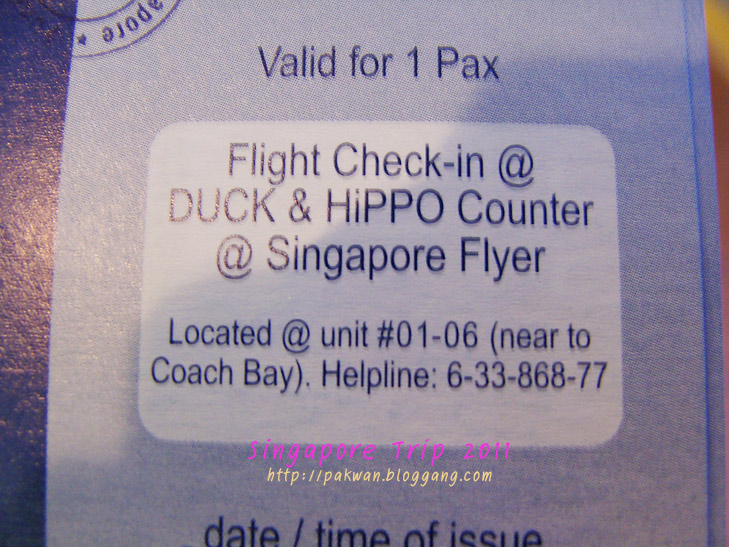 apore *
Valid for 1 Pax
Flight Check-in @
DUCK & HiPPO Counter
@ Singapore Flyer
Located @ unit #01-06 (near to
Coach Bay). Helpline: 6-33-868-77
Singapore Trip 2011
http://pakwan.bloggang.com
date / time of issue